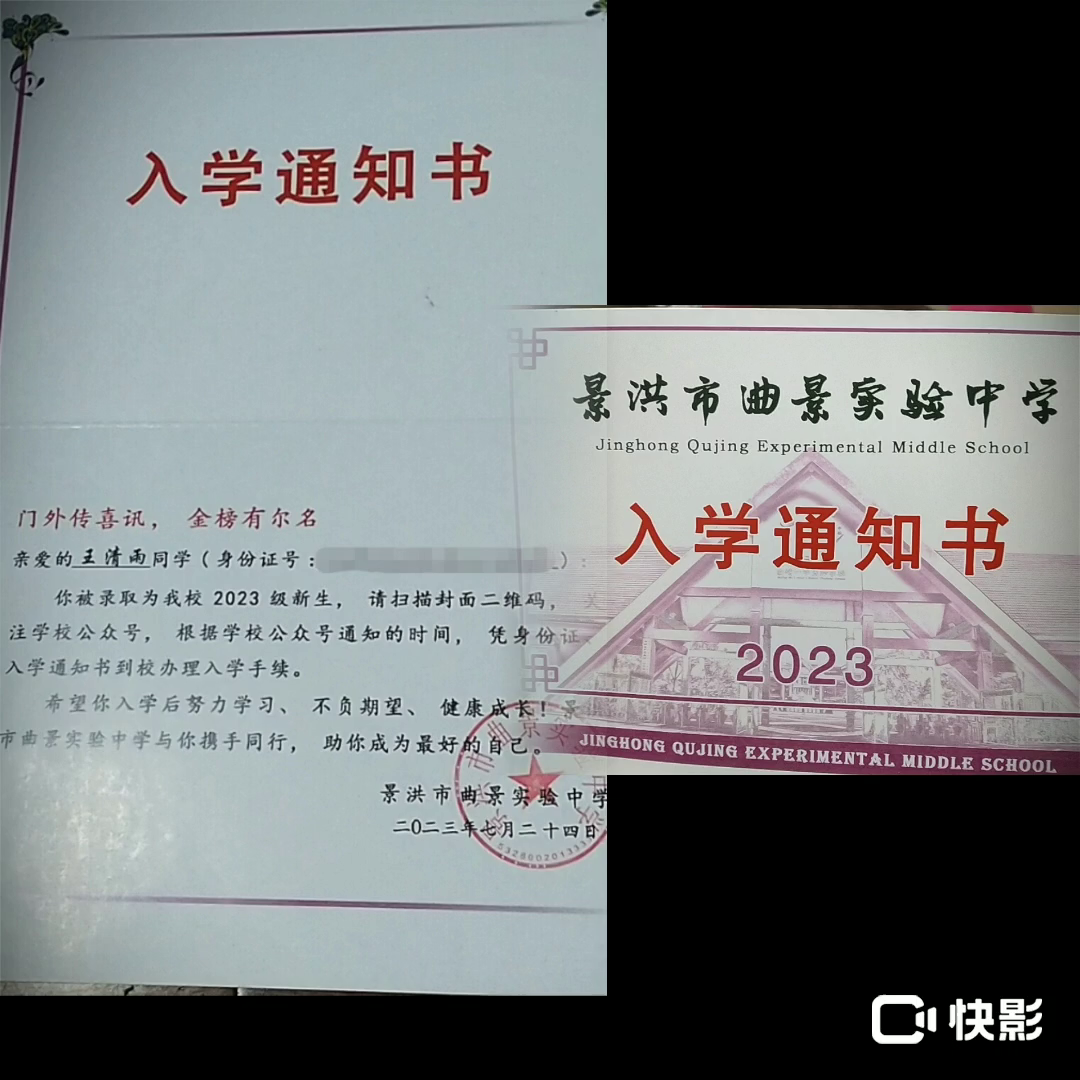 入学通知书
门外传喜讯， 金榜有尔名
亲爱的王清雨同学（身份证号：）：
你被录取为我校 2023 级新生， 请扫描封面二维码， 关
注学校公众号， 根据学校公众号通知的时间， 凭身份证
入学通知书到校办理入学手续。
希望你入学后努力学习、 不负期望、 健康成长！景
市曲景实验中学与你携手同行， 助你成为最好的自己。
景洪市曲景实验中学
二〇二三年七月二十四日
景洪市曲景实验中学
Jinghong Qujing Experimental Middle School
入学通知书
2023
JINGHONG QUJING EXPERIMENTAL MIDDLE SCHOOL
快影